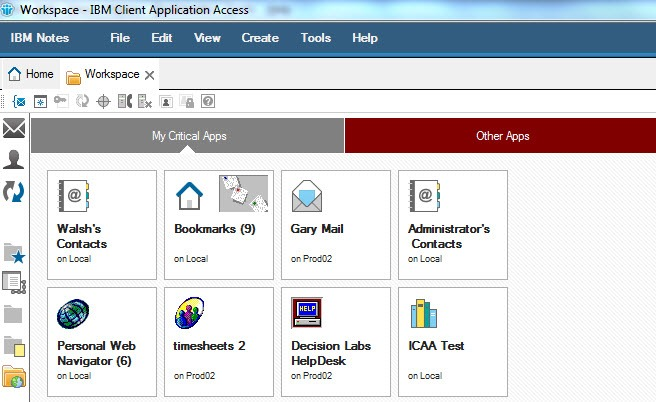 Workspace - IBM Client Application Access
IBM Notes File Edit View Create Tools Help
Home Workspace
My Critical Apps Other Apps
@
Walsh's
Contacts
on Local
Bookmarks (9)
on Local
Gary Mail
on Prod02
@
Administrator's
Contacts
on Local
Personal Web
Navigator (6)
on Local
timesheets 2
on Prod02
HELP
Decision Labs
HelpDesk
on Prod02
ICAA Test
on Local